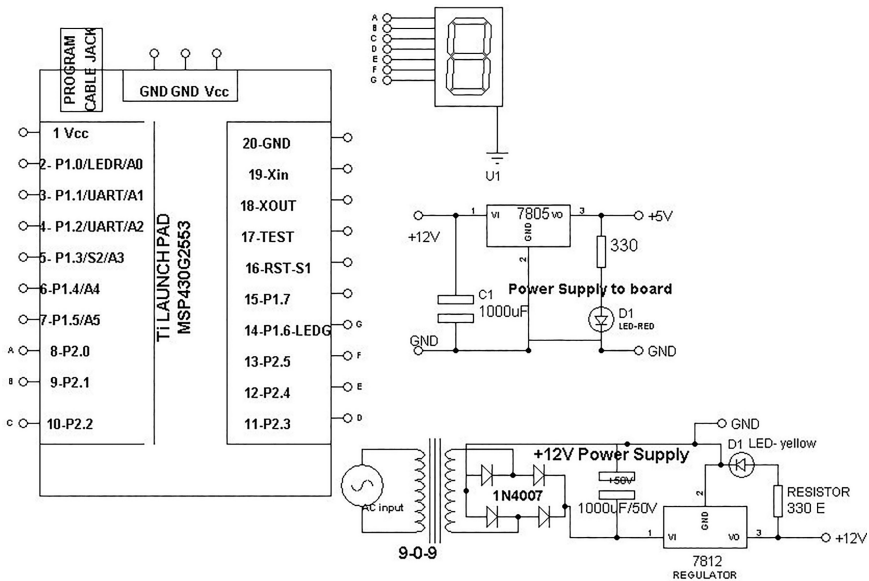 PROGRAM
CABLE JACK
GND GND Vcc
1 Vcc
2- P1.0/LEDR/A0
3- P1.1/UART/A1
4- P1.2/UART/A2
5- P1.3/S2/A3
6-P1.4/A4
7-P1.5/A5
A
8-P2.0
B
9-P2.1
C
10-P2.2
Ti LAUNCH PAD
MSP430G2553
20-GND
19-Xin
18-XOUT
17-TEST
16-RST-S1
15-P1.7
14-P1.6-LEDG
G
13-P2.5
F
12-P2.4
E
11-P2.3
D
A
B
C
D
E
F
G
U1
+12V
1
VI
7805
VO
GND
3
2
+5V
330
Power Supply to board
C1
1000uF
D1
LED-RED
GND
GND
AC input
9-0-9
+12V Power Supply
1N4007
+50V
1000uF/50V
GND
D1 LED- yellow
2
RESISTOR
330 E
1
VI
GND
VO
3
+12V
7812
REGULATOR